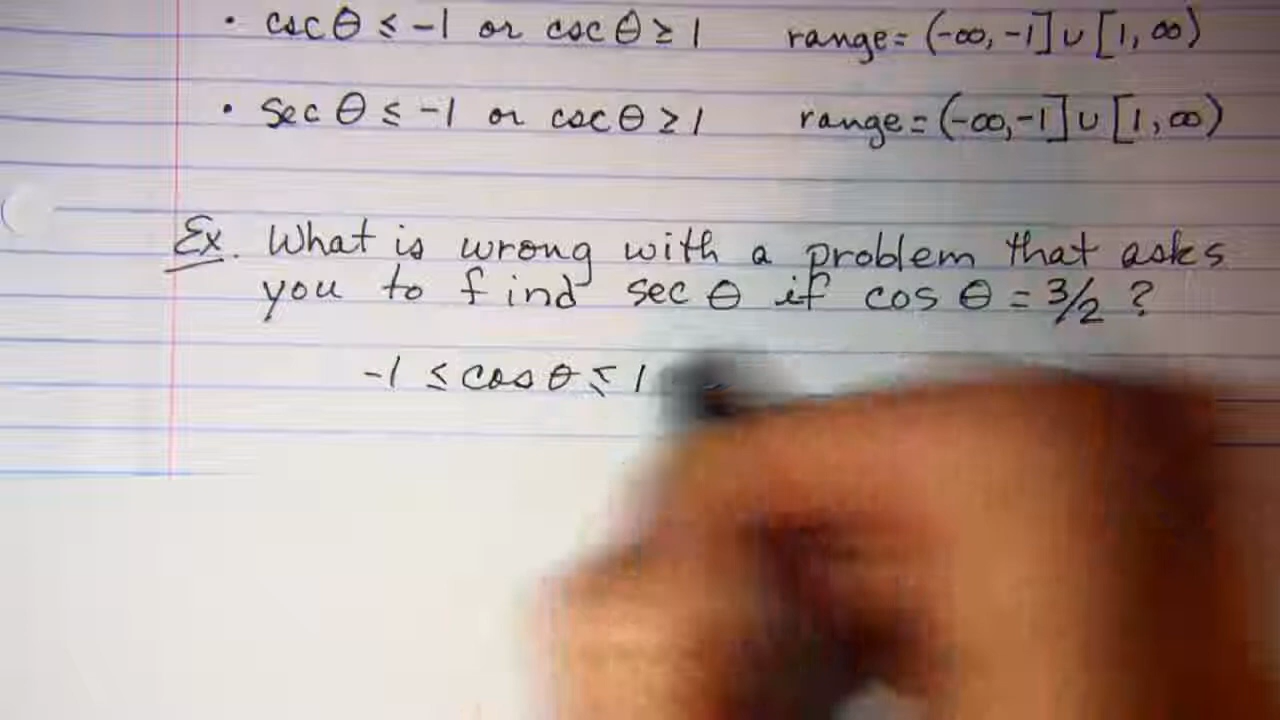 • csc θ ≤ -1 or csc θ ≥ 1 range = (-∞, -1] ∪ [1, ∞)
• sec θ ≤ -1 or csc θ ≥ 1 range = (-∞, -1] ∪ [1, ∞)
Ex. What is wrong with a problem that asks
you to find sec θ if cos θ = 3/2 ?
-1 ≤ cos θ ≤ 1